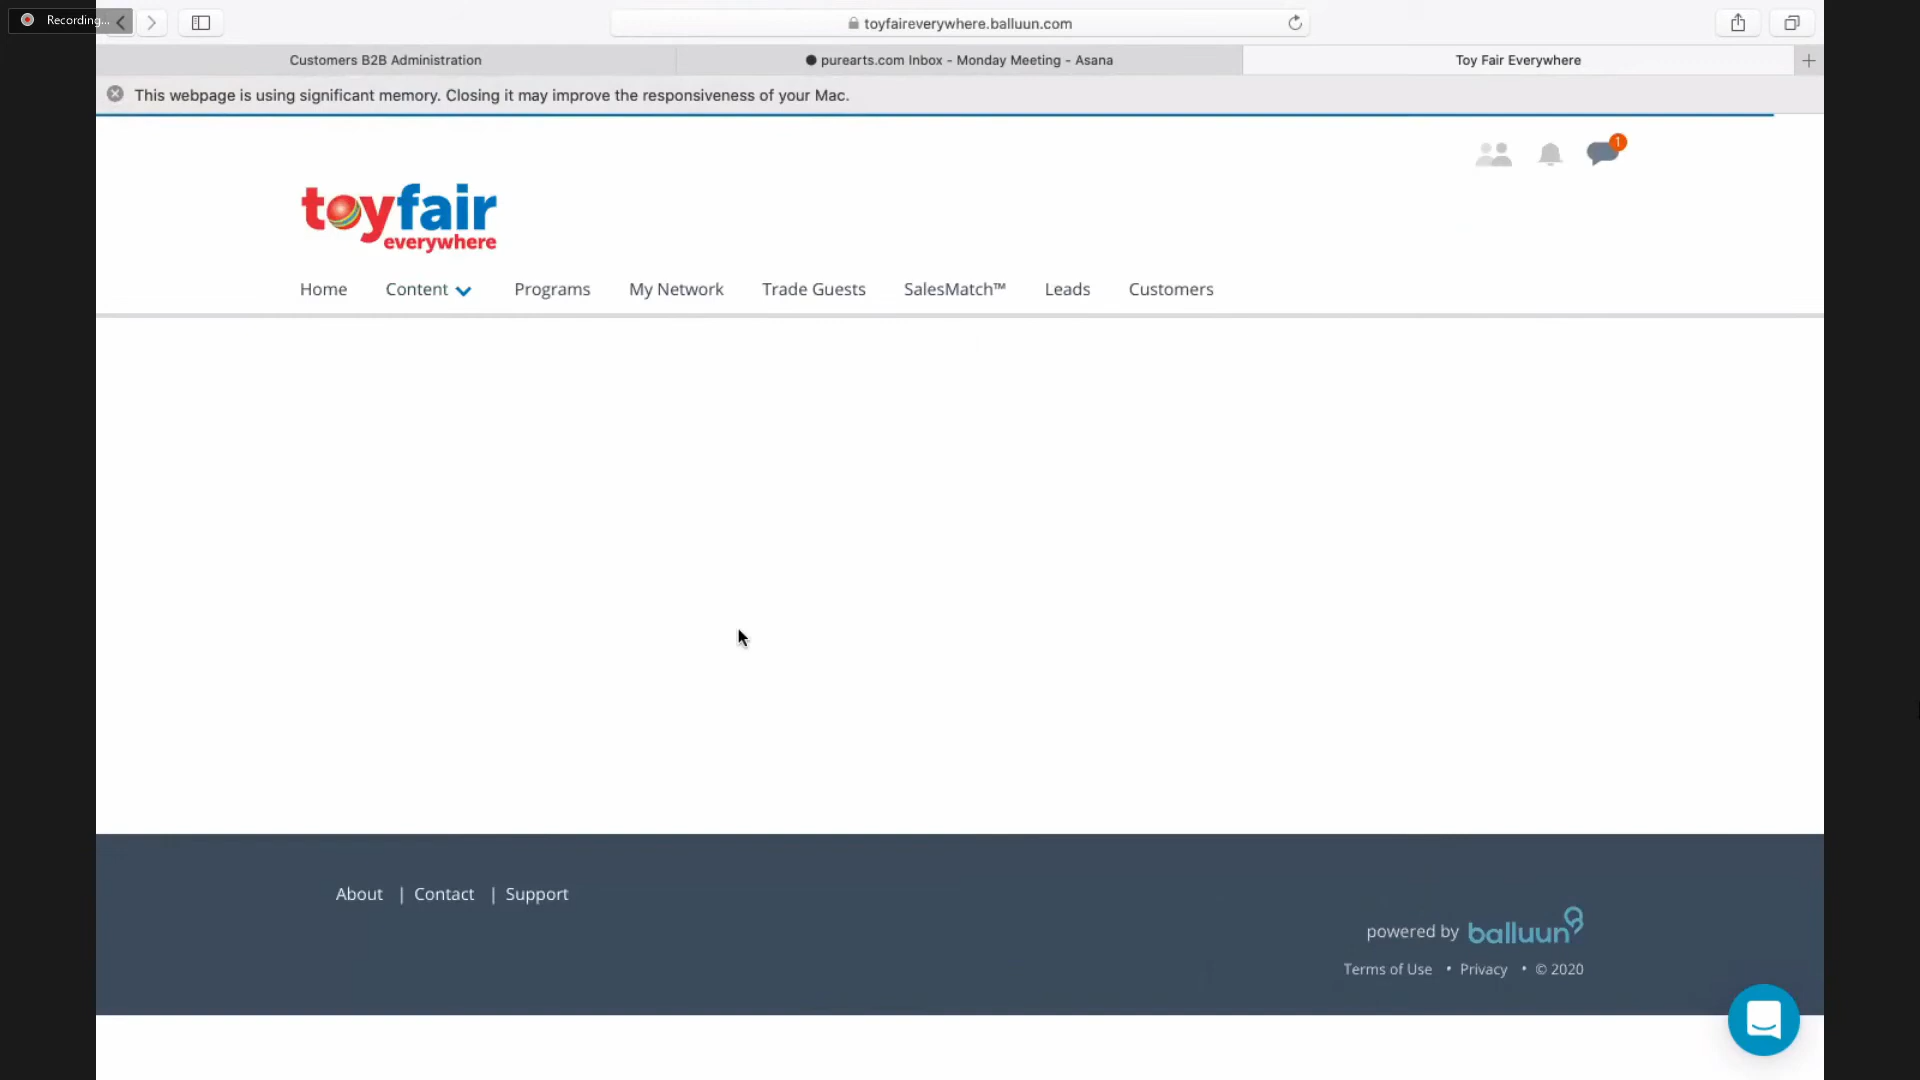 Recording...
toyfaireverywhere.balluun.com
Customers B2B Administration
purearts.com Inbox - Monday Meeting - Asana
Toy Fair Everywhere
This webpage is using significant memory. Closing it may improve the responsiveness of your Mac.
1
toyfair
everywhere
Home Content Programs My Network Trade Guests SalesMatch™ Leads Customers
About | Contact | Support
powered by balluun
Terms of Use • Privacy • © 2020